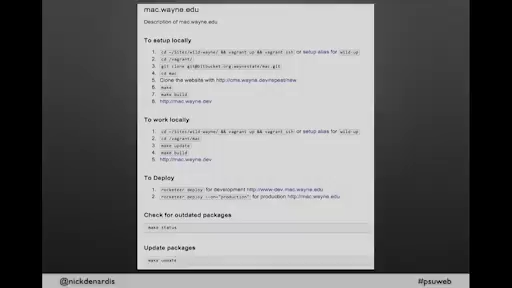 mac.wayne.edu
Description of mac.wayne.edu
To setup locally
1. cd ~/Sites/wild-wayne/ && vagrant up && vagrant ssh or setup alias for wild-up
2. cd /vagrant/
3. git clone git@bitbucket.org:waynestate/mac.git
4. cd mac
5. Clone the website with http://cms.wayne.dev/repeat/new
6. make
7. make build
8. http://mac.wayne.dev
To work locally
1. cd ~/Sites/wild-wayne/ && vagrant up && vagrant ssh or setup alias for wild-up
2. cd /vagrant/mac
3. make update
4. make build
5. http://mac.wayne.dev
To Deploy
1. rocketeer deploy for development http://www-dev.mac.wayne.edu
2. rocketeer deploy --on="production" for production http://mac.wayne.edu
Check for outdated packages
make status
Update packages
make update
@nickdenardis
#psuweb